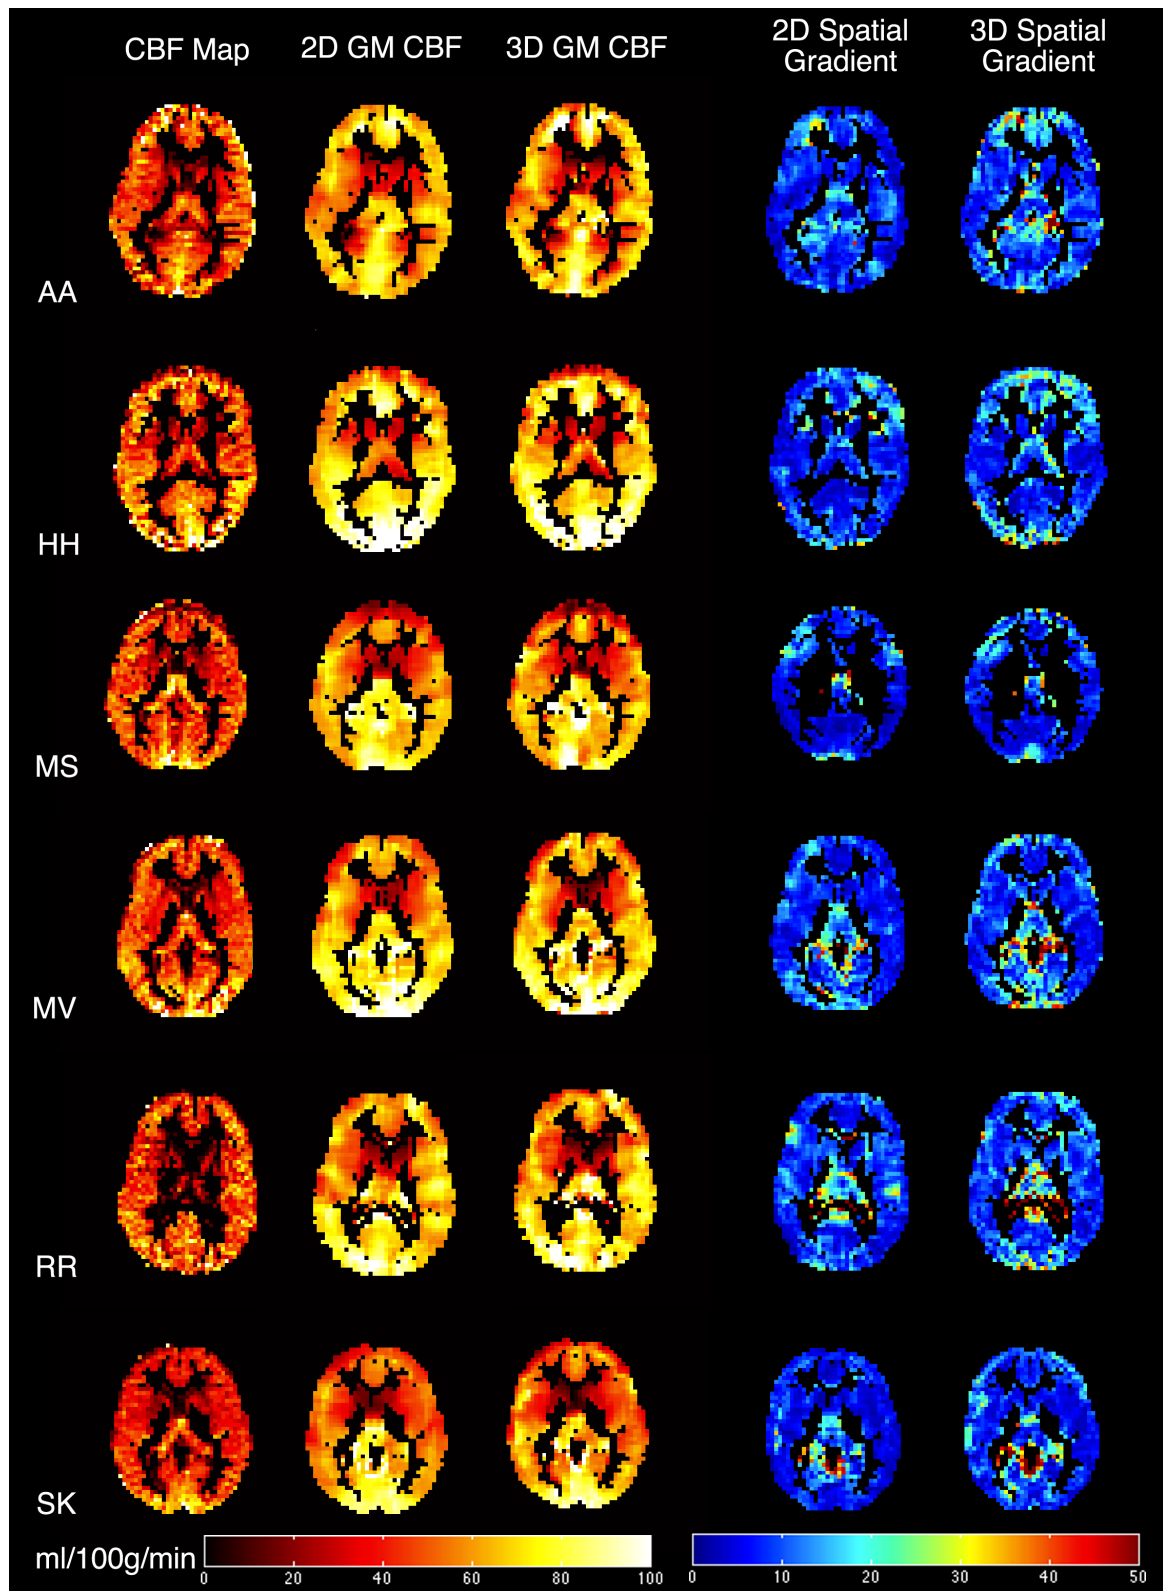 CBF Map 2D GM CBF 3D GM CBF 2D Spatial Gradient 3D Spatial Gradient
AA
HH
MS
MV
RR
SK
ml/100g/min
0 20 40 60 80 100 0 10 20 30 40 50